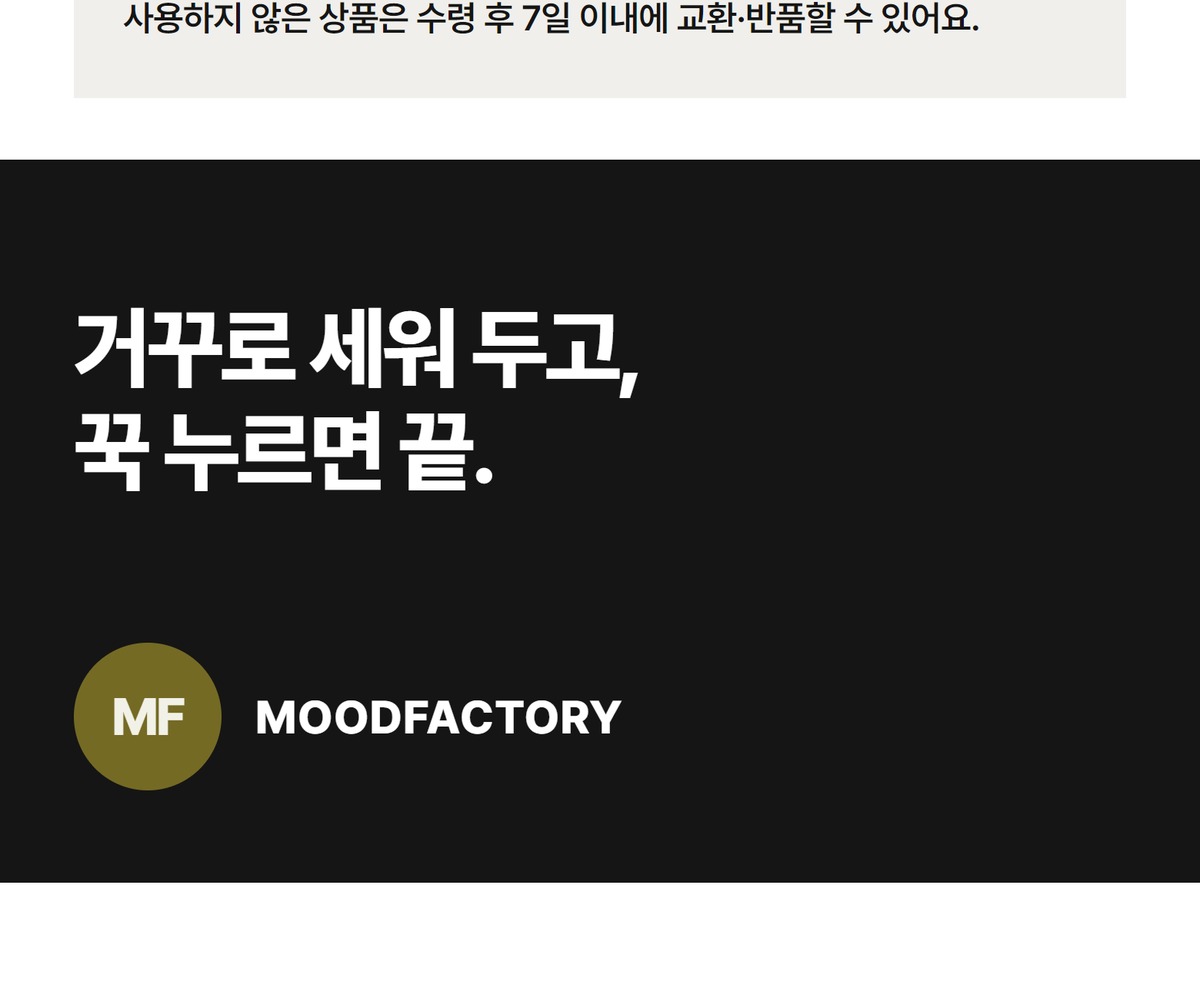 사용하지 않은 상품은 수령 후 7일 이내에 교환·반품할 수 있어요.
거꾸로 세워 두고,
꾹 누르면 끝.
MF
MOODFACTORY